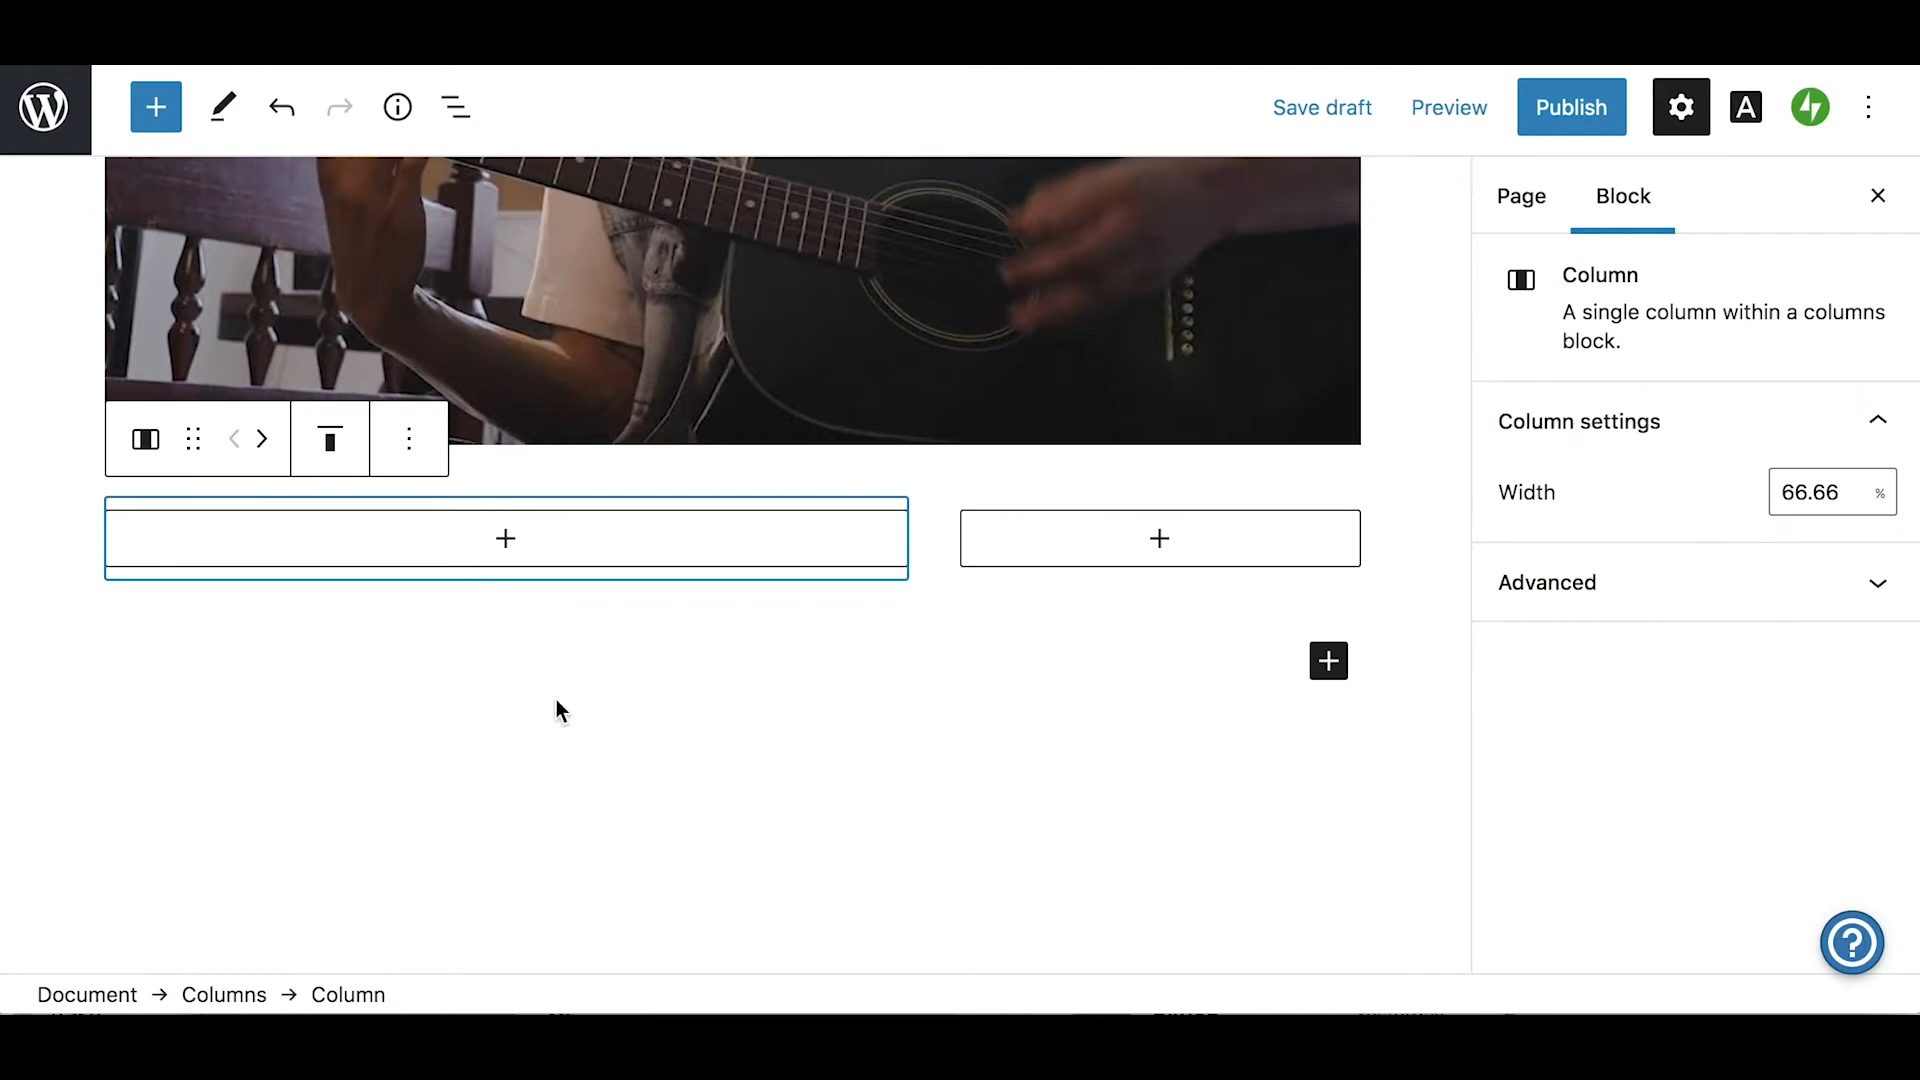 Save draft
Preview
Publish
A
Page
Block
Column
A single column within a columns
block.
Column settings
Width
66.66 %
Advanced
Document → Columns → Column